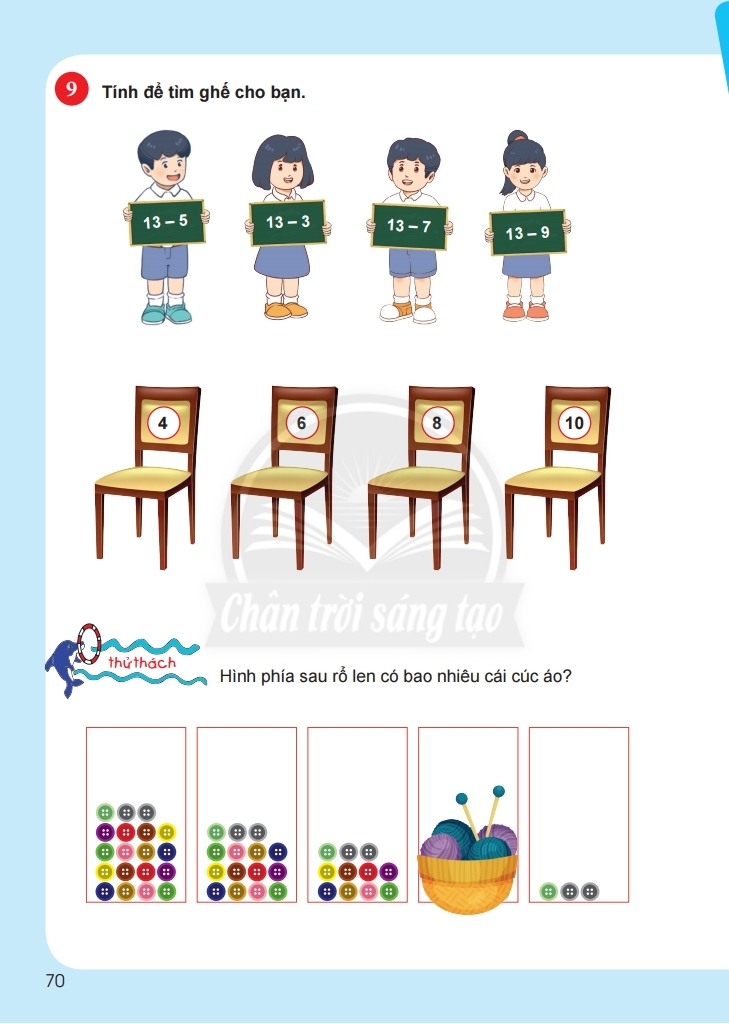 9 Tính để tìm ghế cho bạn.
13 – 5
13 – 3
13 – 7
13 – 9
4
6
8
10
Chân trời sáng tạo
thử thách
Hình phía sau rổ len có bao nhiêu cái cúc áo?
70